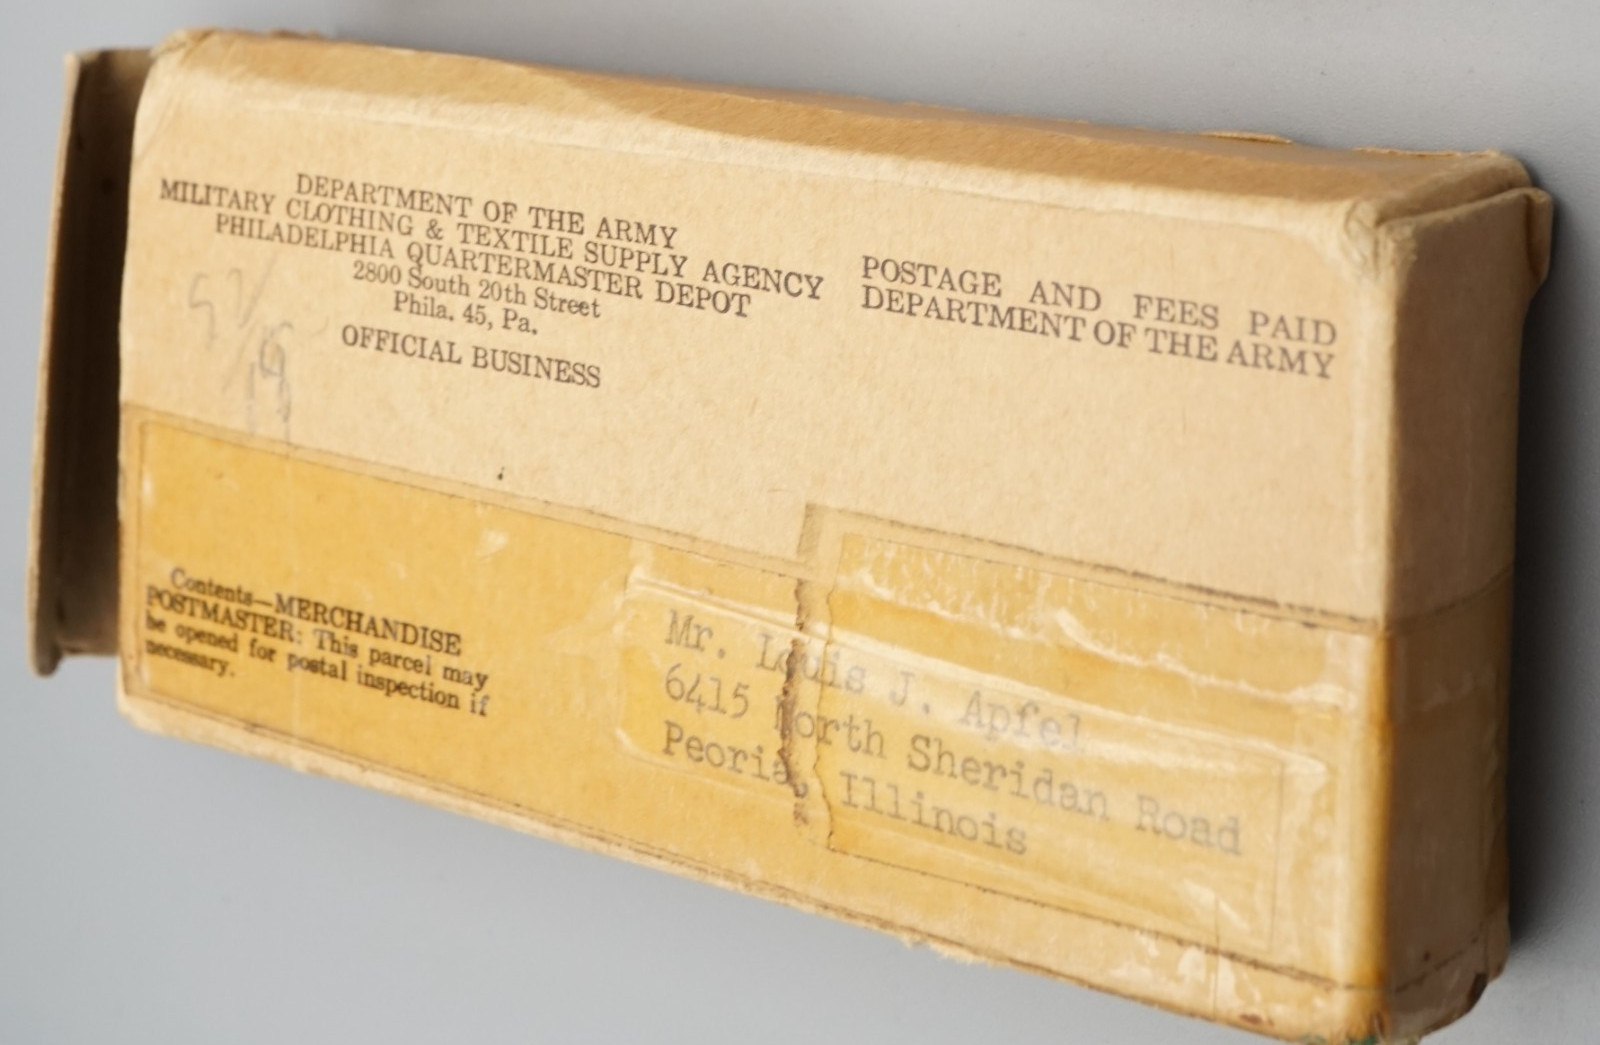 DEPARTMENT OF THE ARMY
MILITARY CLOTHING & TEXTILE SUPPLY AGENCY
PHILADELPHIA QUARTERMASTER DEPOT
2800 South 20th Street
Phila. 45, Pa.
OFFICIAL BUSINESS
POSTAGE AND FEES PAID
DEPARTMENT OF THE ARMY
Contents—MERCHANDISE
POSTMASTER: This parcel may
be opened for postal inspection if
necessary.
Mr. Louis J. Apfel
6415 North Sheridan Road
Peoria, Illinois